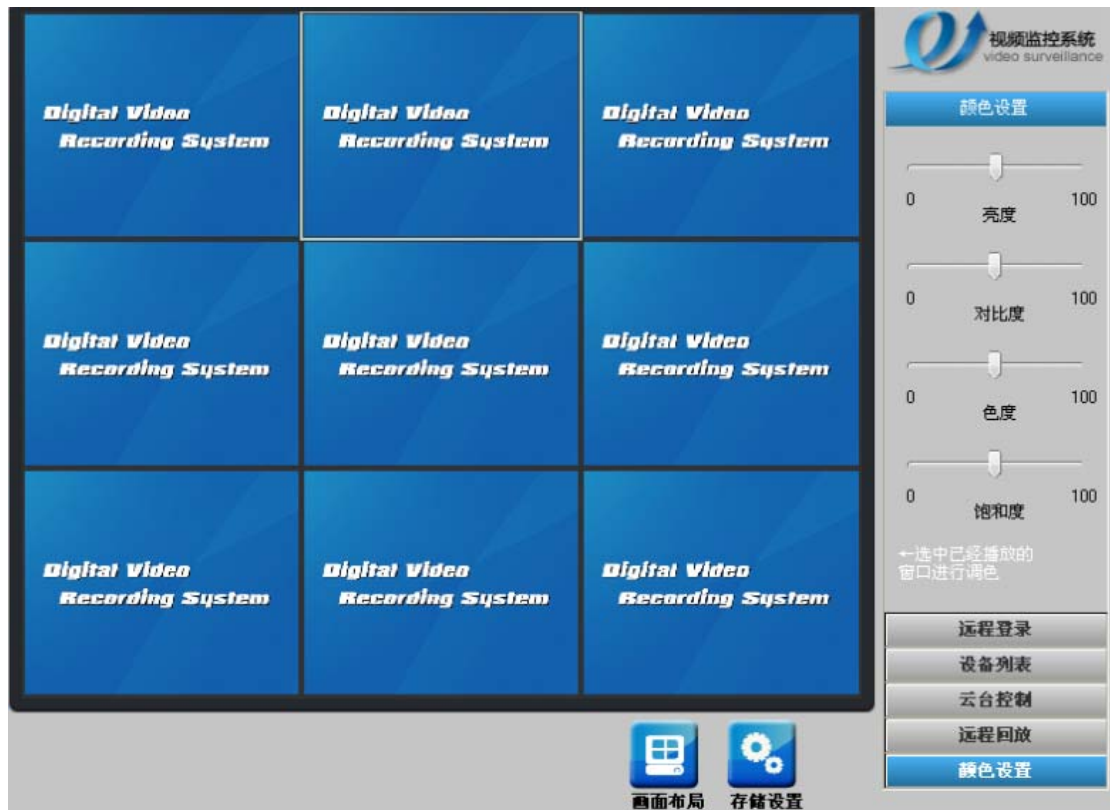 Digital Video
Recording System
Digital Video
Recording System
Digital Video
Recording System
Digital Video
Recording System
Digital Video
Recording System
Digital Video
Recording System
Digital Video
Recording System
Digital Video
Recording System
Digital Video
Recording System
视频监控系统
video surveillance
颜色设置
0
100
亮度
0
100
对比度
0
100
色度
0
100
饱和度
←选中已经播放的
窗口进行调色
远程登录
设备列表
云台控制
远程回放
颜色设置
画面布局
存储设置